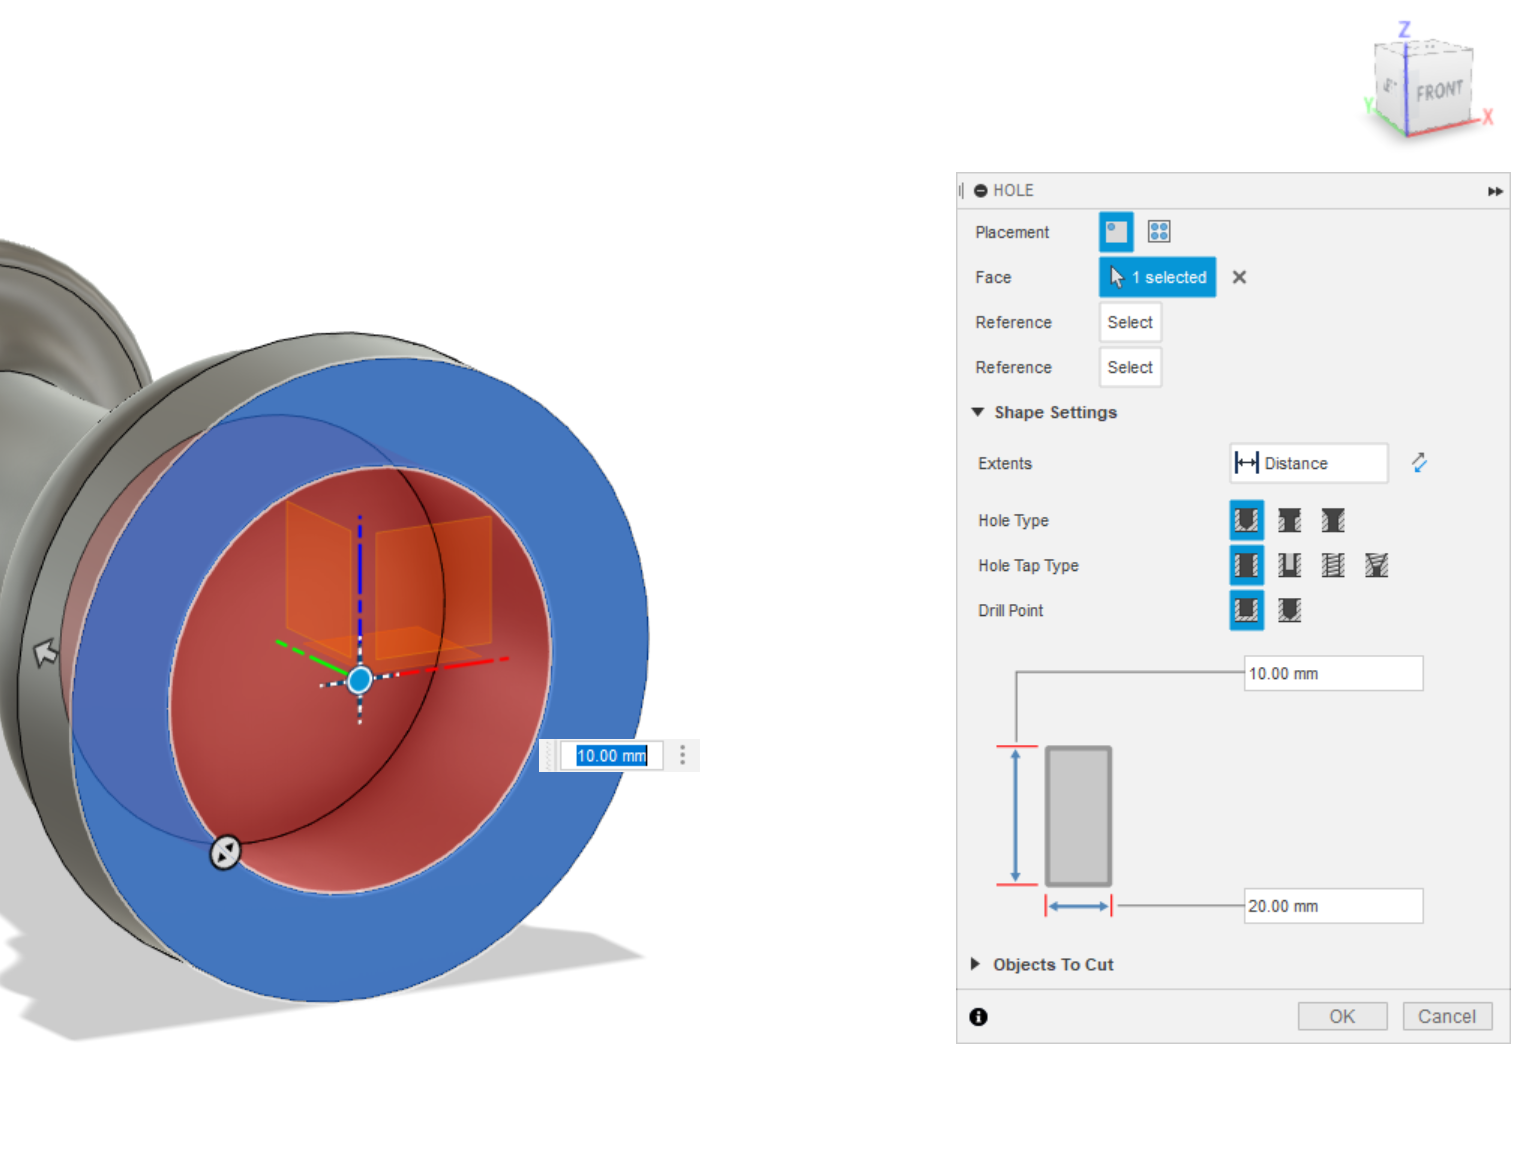 Z
FRONT
Y
X
HOLE
Placement
Face
1 selected
Reference
Select
Reference
Select
Shape Settings
Extents
Distance
Hole Type
Hole Tap Type
Drill Point
10.00 mm
10.00 mm
20.00 mm
Objects To Cut
OK
Cancel